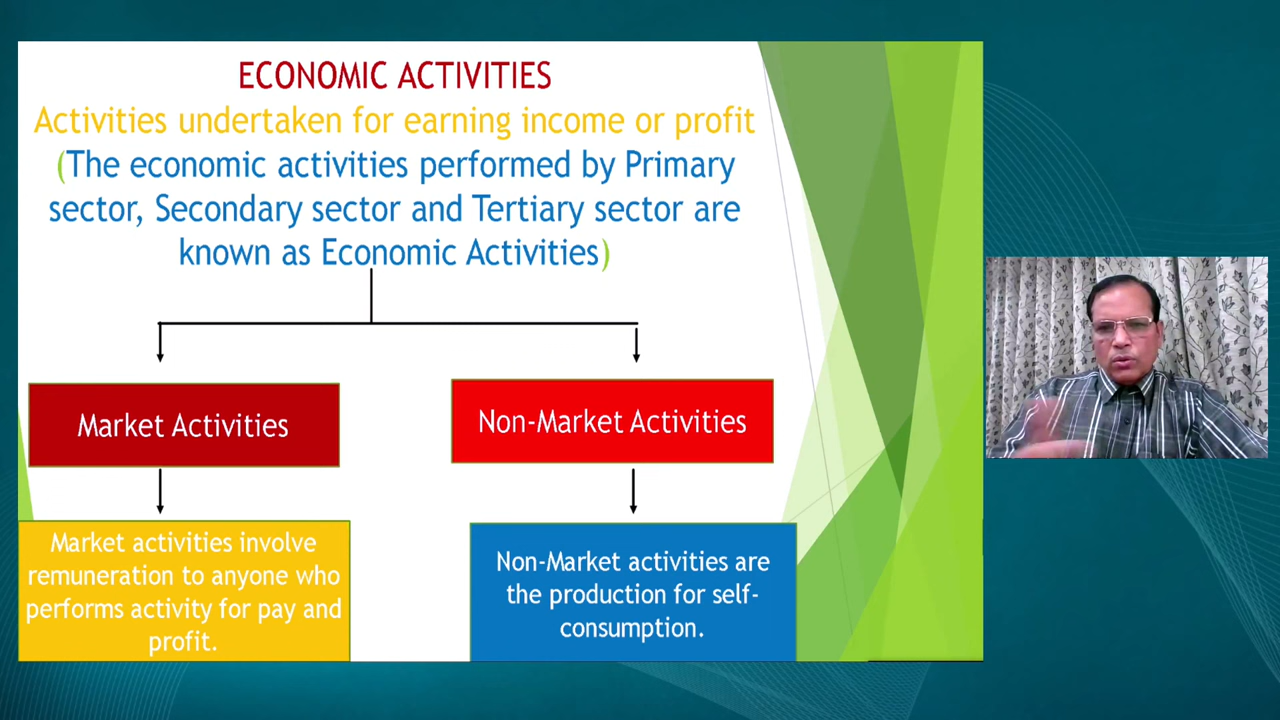 ECONOMIC ACTIVITIES
Activities undertaken for earning income or profit
(The economic activities performed by Primary
sector, Secondary sector and Tertiary sector are
known as Economic Activities)
Market Activities
Non-Market Activities
Market activities involve
remuneration to anyone who
performs activity for pay and
profit.
Non-Market activities are
the production for self-
consumption.